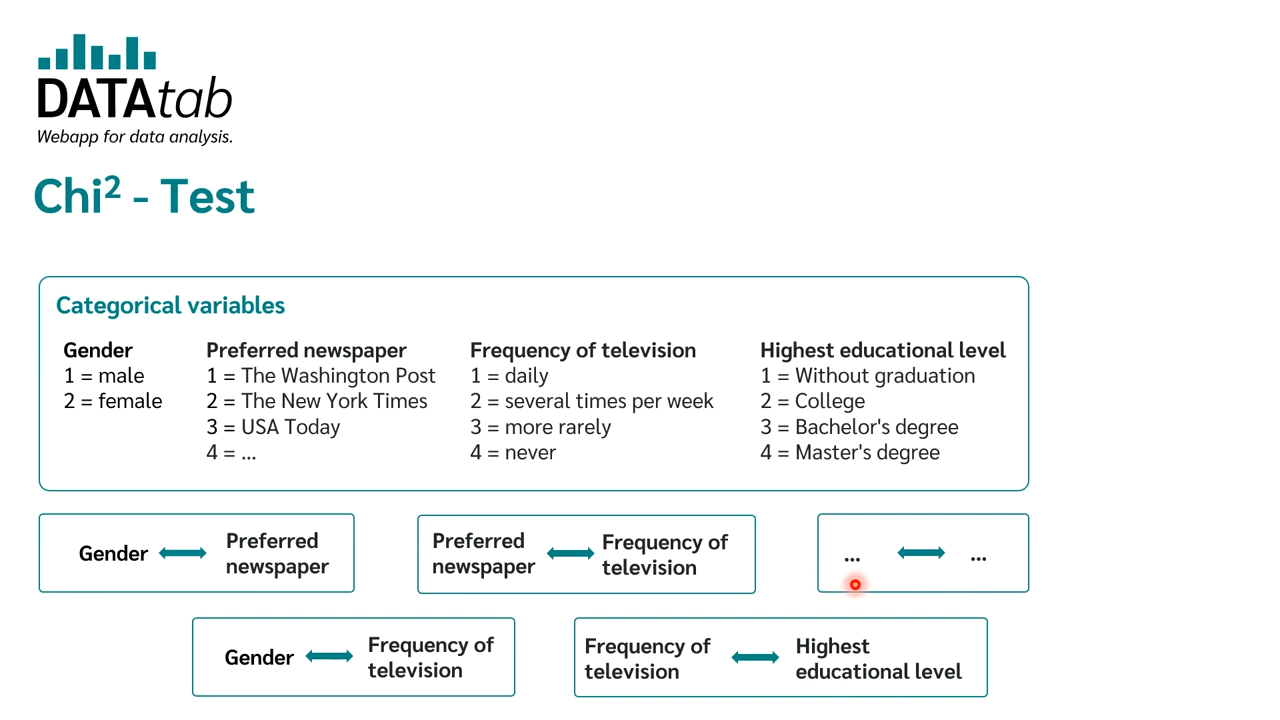 DATAtab
Webapp for data analysis.
Chi² - Test
Categorical variables
Gender
1 = male
2 = female
Preferred newspaper
1 = The Washington Post
2 = The New York Times
3 = USA Today
4 = ...
Frequency of television
1 = daily
2 = several times per week
3 = more rarely
4 = never
Highest educational level
1 = Without graduation
2 = College
3 = Bachelor's degree
4 = Master's degree
Gender
Preferred
newspaper
Preferred
newspaper
Frequency of
television
...
...
Gender
Frequency of
television
Frequency of
television
Highest
educational level